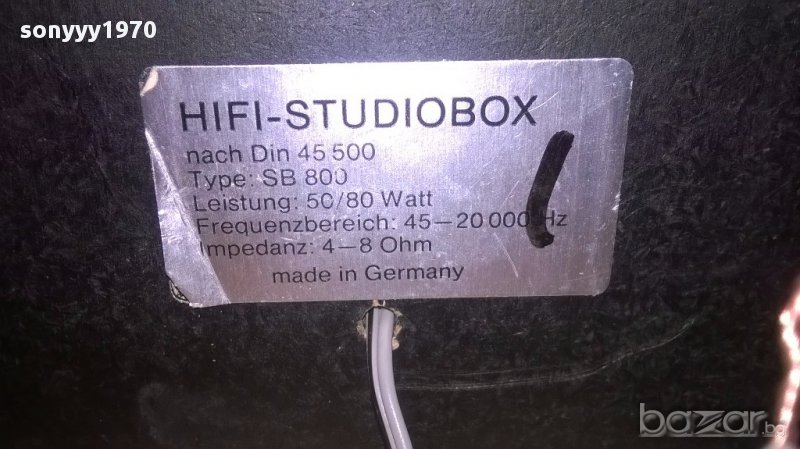 sonyyy1970
HIFI-STUDIOBOX
nach Din 45 500
Type: SB 800
Leistung: 50/80 Watt
Frequenzbereich: 45—20 000 Hz
Impedanz: 4—8 Ohm
made in Germany
bazar.bg